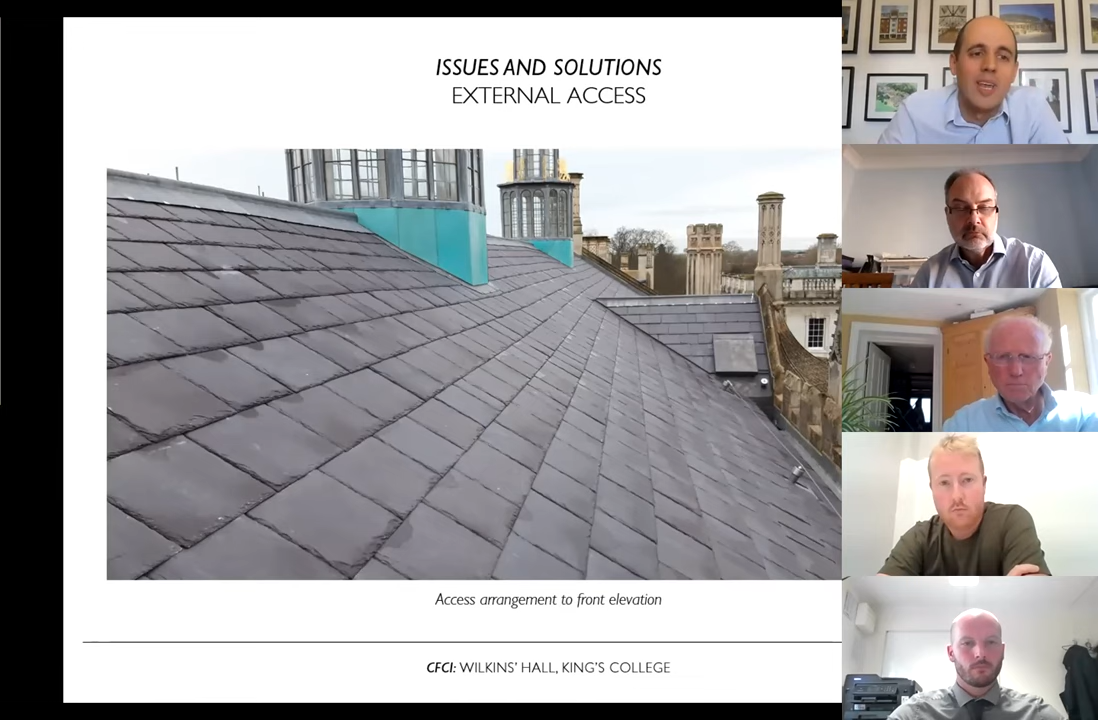 ISSUES AND SOLUTIONS
EXTERNAL ACCESS
Access arrangement to front elevation
CFCI: WILKINS' HALL, KING'S COLLEGE